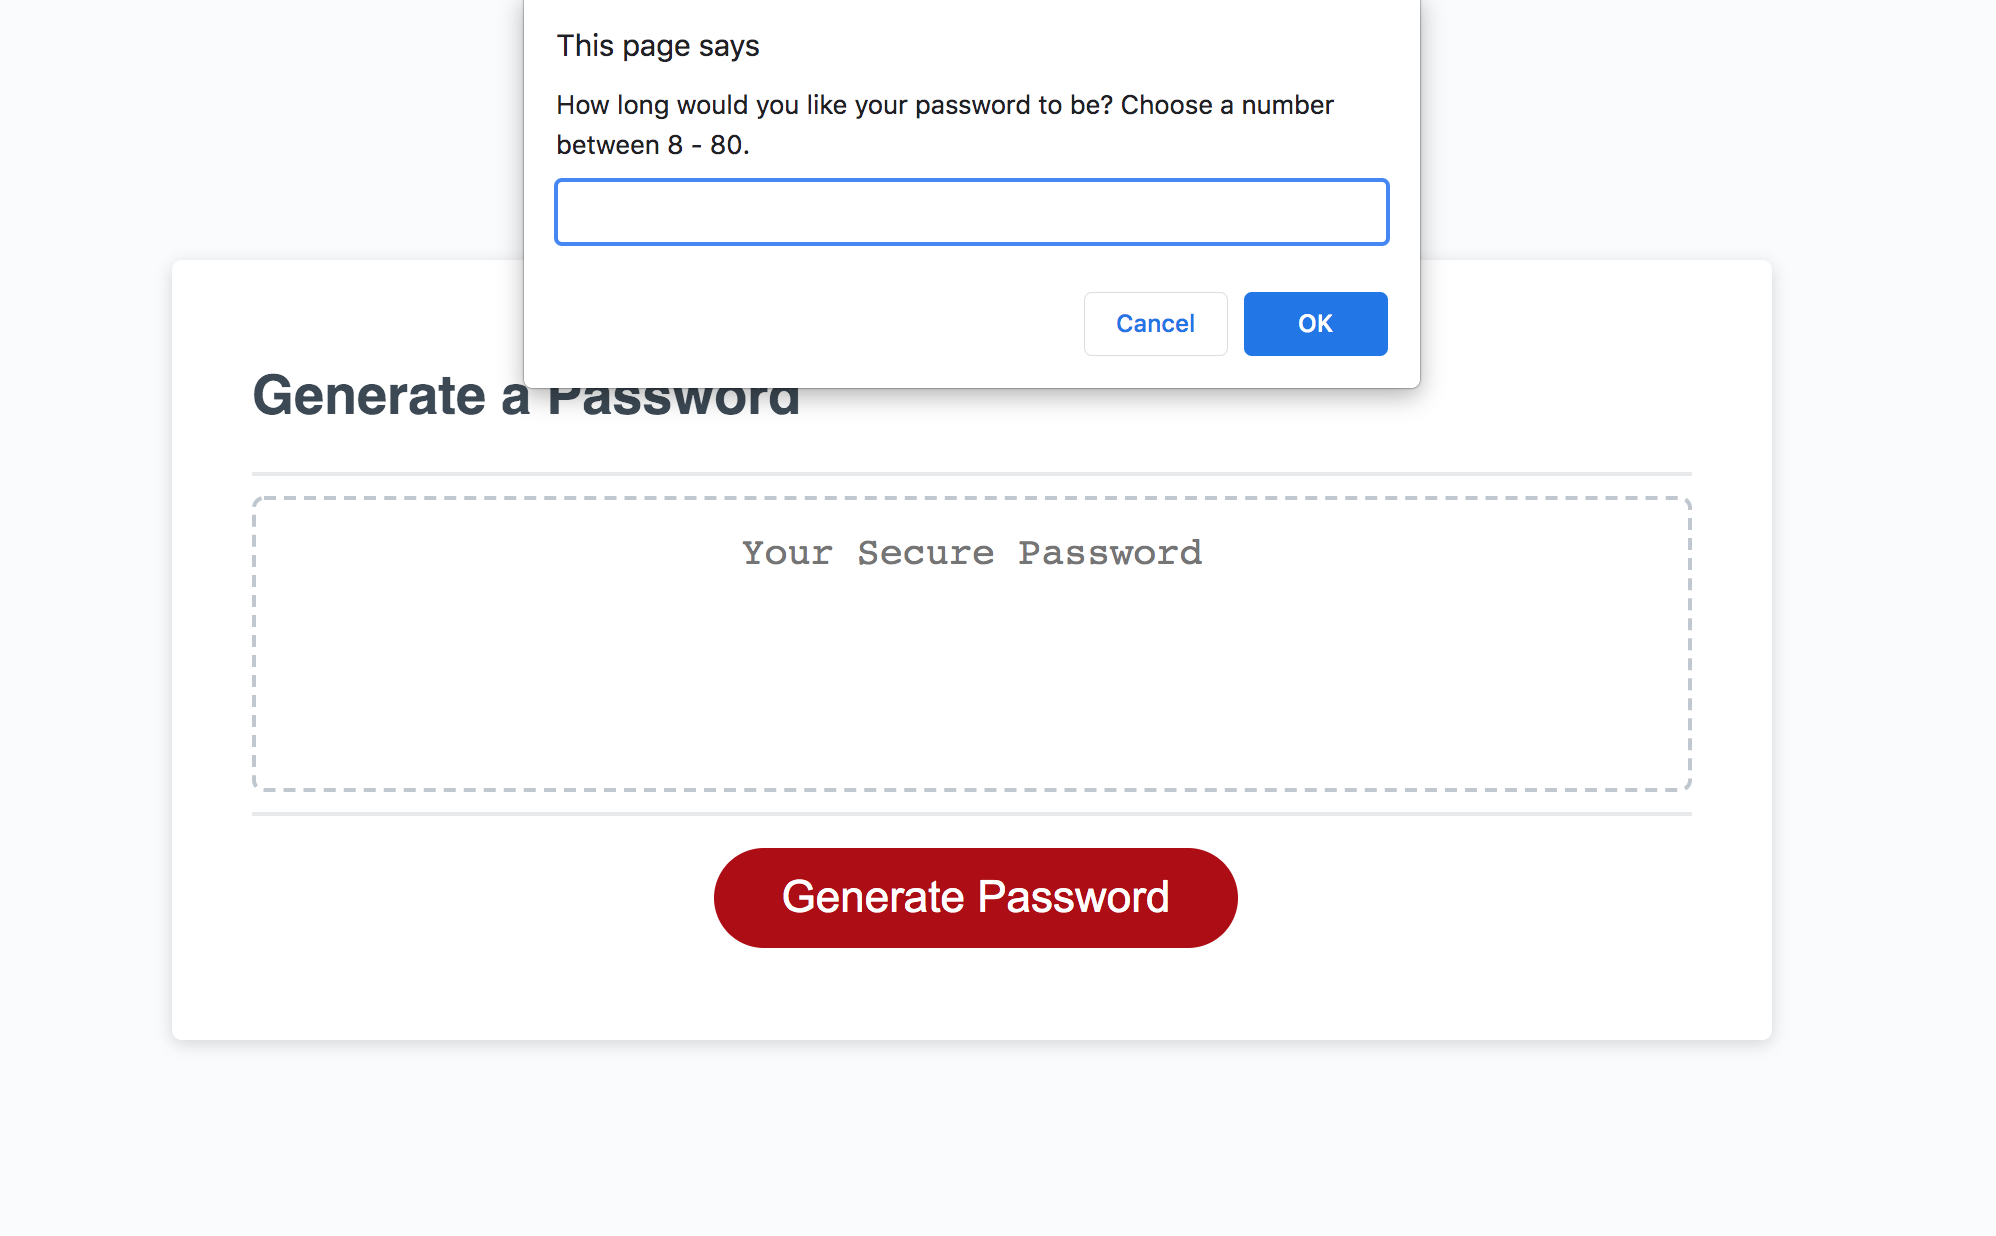 This page says
How long would you like your password to be? Choose a number
between 8 - 80.
Cancel
OK
Generate a Password
Your Secure Password
Generate Password